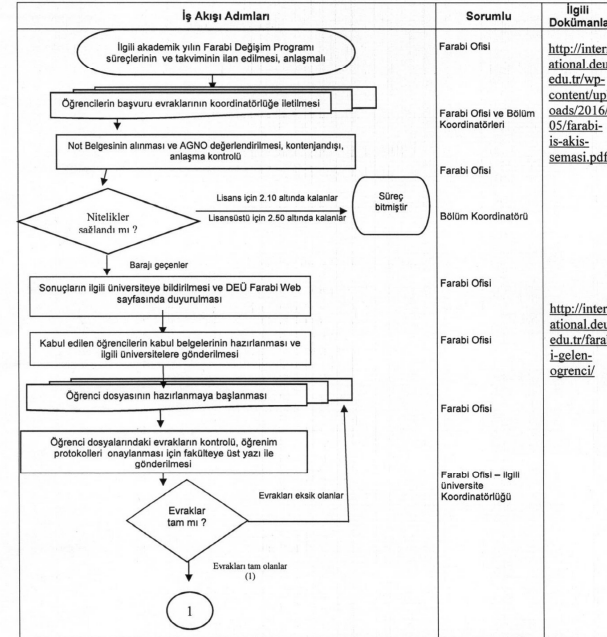 İş Akışı Adımları
Sorumlu
İlgili
Dokümanla
İlgili akademik yılın Farabi Değişim Programı
süreçlerinin ve takviminin ilan edilmesi, anlaşmalı
Farabi Ofisi
http://intern
ational.deu.
edu.tr/wp-
content/upl
oads/2016/
05/farabi-
is-akis-
semasi.pdf
Öğrencilerin başvuru evraklarının koordinatörlüğe iletilmesi
Farabi Ofisi ve Bölüm
Koordinatörleri
Not Belgesinin alınması ve AGNO değerlendirilmesi, kontenjandışı,
anlaşma kontrolü
Farabi Ofisi
Nitelikler
sağlandı mı ?
Lisans için 2.10 altında kalanlar
Lisansüstü için 2.50 altında kalanlar
Süreç
bitmiştir
Bölüm Koordinatörü
Barajı geçenler
Sonuçların ilgili üniversiteye bildirilmesi ve DEÜ Farabi Web
sayfasında duyurulması
Farabi Ofisi
http://intern
ational.deu.
edu.tr/farab
i-gelen-
ogrenci/
Kabul edilen öğrencilerin kabul belgelerinin hazırlanması ve
ilgili üniversitelere gönderilmesi
Farabi Ofisi
Öğrenci dosyasının hazırlanmaya başlanması
Farabi Ofisi
Öğrenci dosyalarındaki evrakların kontrolü, öğrenim
protokolleri onaylanması için fakülteye üst yazı ile
gönderilmesi
Farabi Ofisi – İlgili
üniversite
Koordinatörlüğü
Evrakları eksik olanlar
Evraklar
tam mı ?
Evrakları tam olanlar
(1)
1